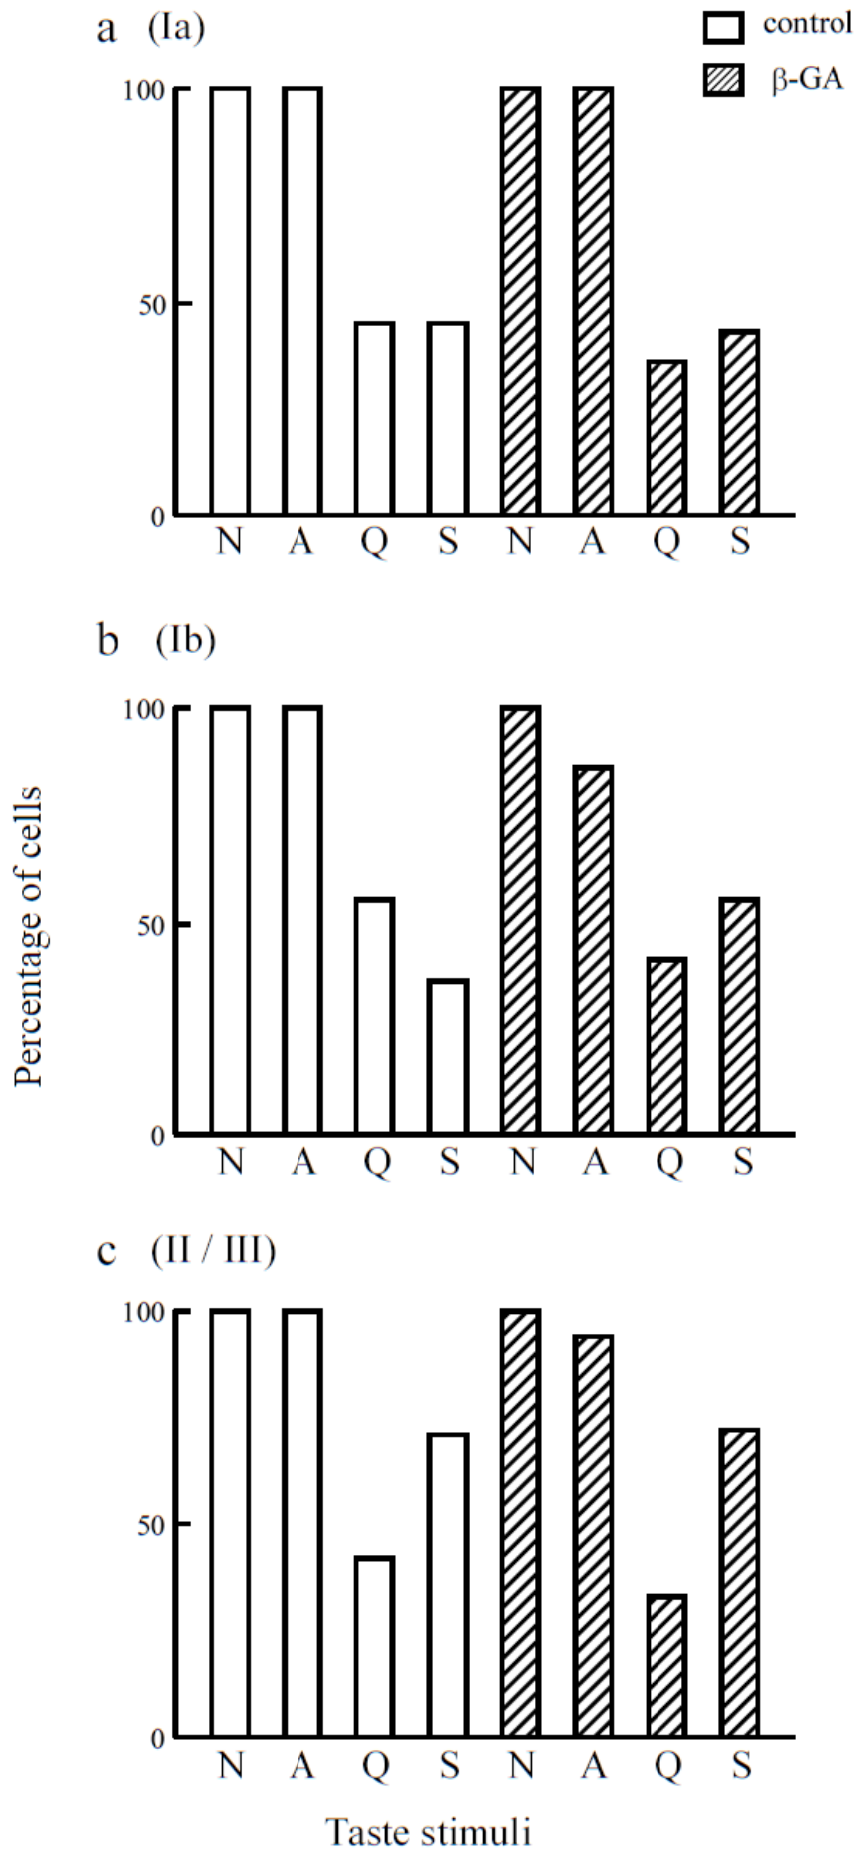 a (Ia)
control
β-GA
100
50
0
N A Q S N A Q S
b (Ib)
100
50
0
N A Q S N A Q S
c (II / III)
100
50
0
N A Q S N A Q S
Percentage of cells
Taste stimuli